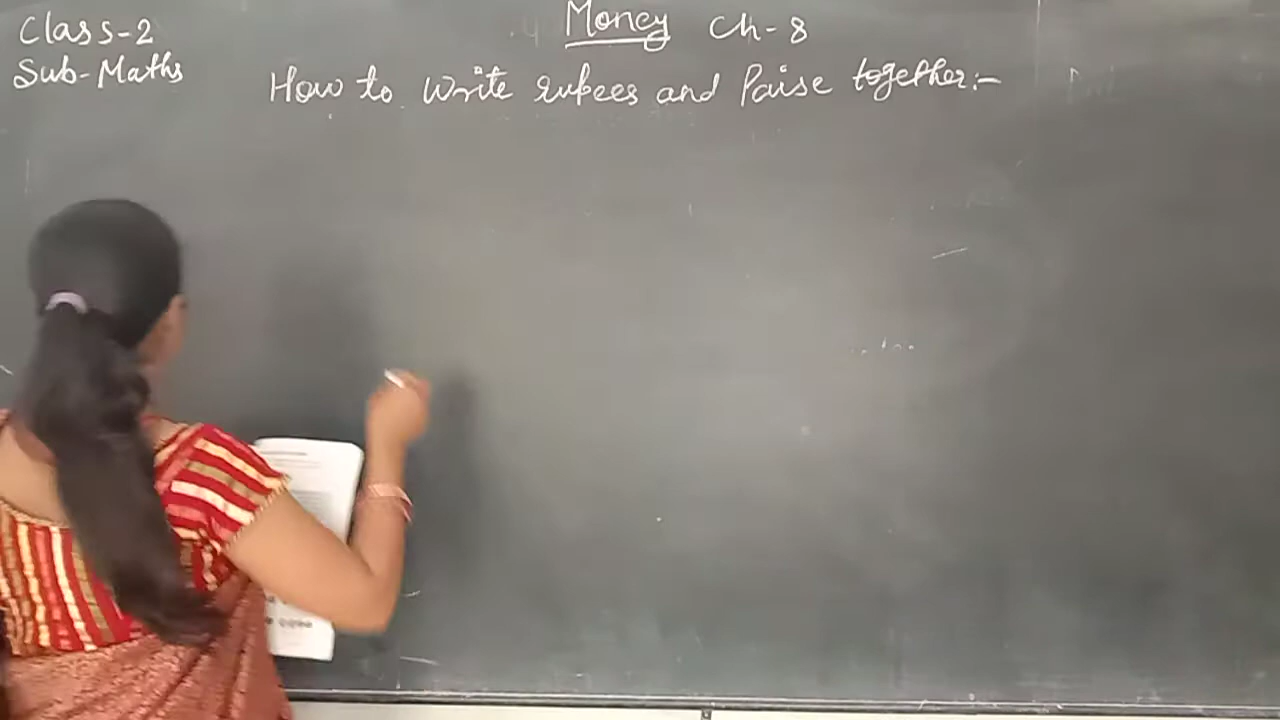 Class-2
Money Ch-8
Sub-Maths
How to write rupees and Paise together:-